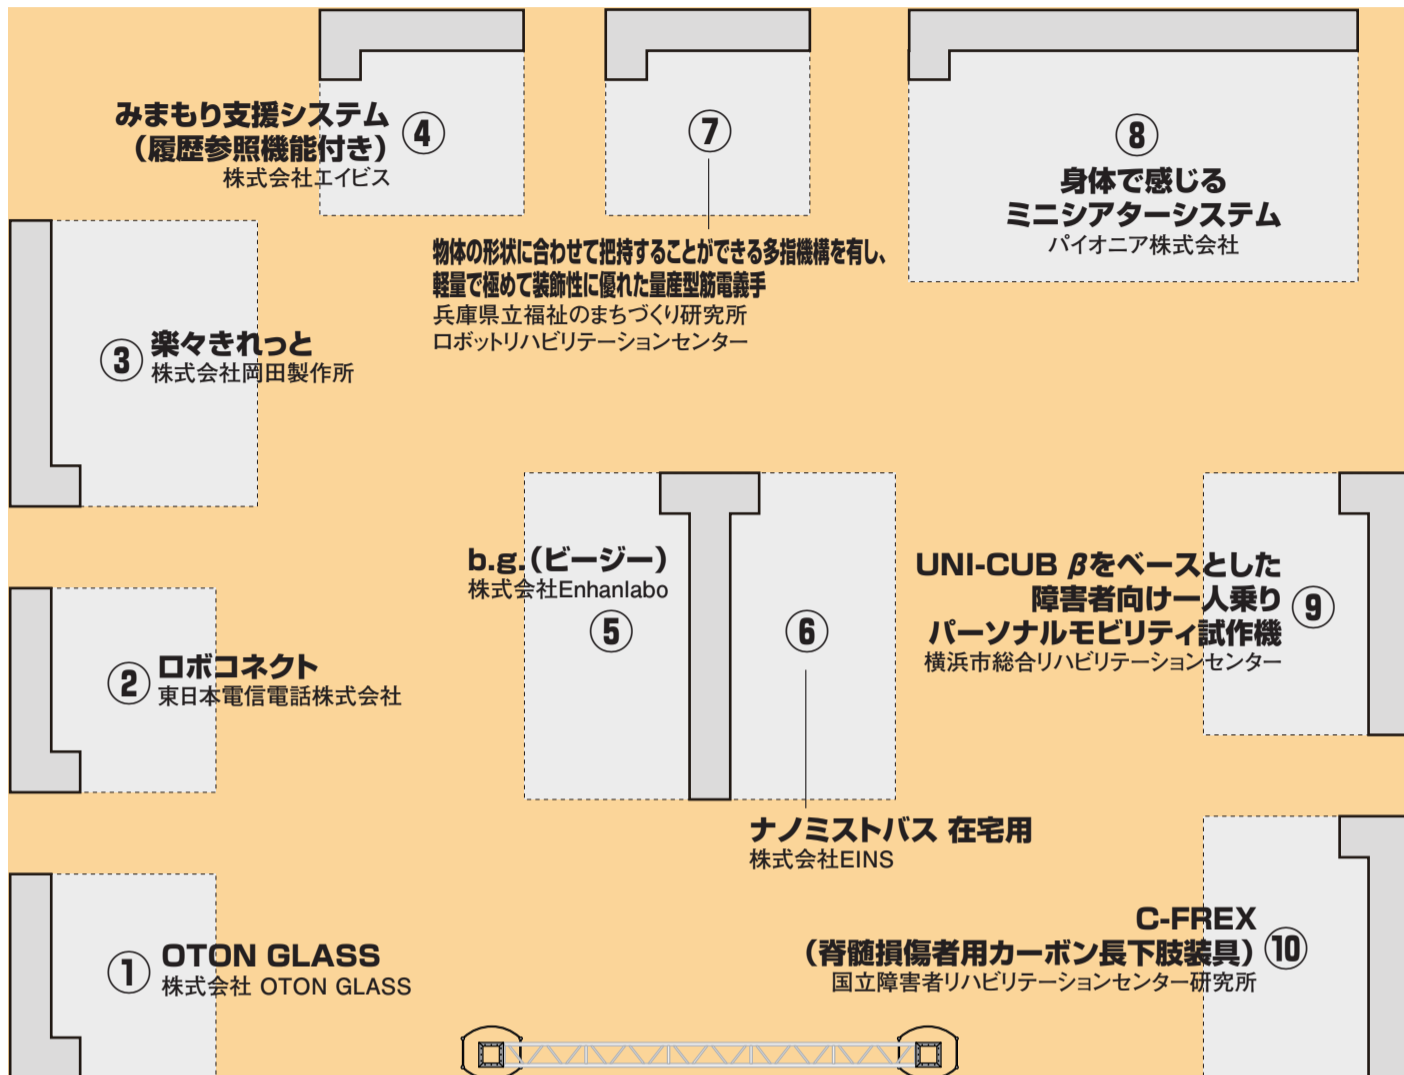 みまもり支援システム
（履歴参照機能付き）
株式会社エイビス
④
⑦
物体の形状に合わせて把持することができる多指機構を有し、
軽量で極めて装飾性に優れた量産型筋電義手
兵庫県立福祉のまちづくり研究所
ロボットリハビリテーションセンター
⑧
身体で感じる
ミニシアターシステム
パイオニア株式会社
③
楽々きれっと
株式会社岡田製作所
b.g.（ビージー）
株式会社Enhanlabo
⑤
⑥
ナノミストバス 在宅用
株式会社EINS
UNI-CUB βをベースとした
障害者向け一人乗り
パーソナルモビリティ試作機
横浜市総合リハビリテーションセンター
⑨
②
ロボコネクト
東日本電信電話株式会社
①
OTON GLASS
株式会社 OTON GLASS
C-FREX
（脊髄損傷者用カーボン長下肢装具）
国立障害者リハビリテーションセンター研究所
⑩